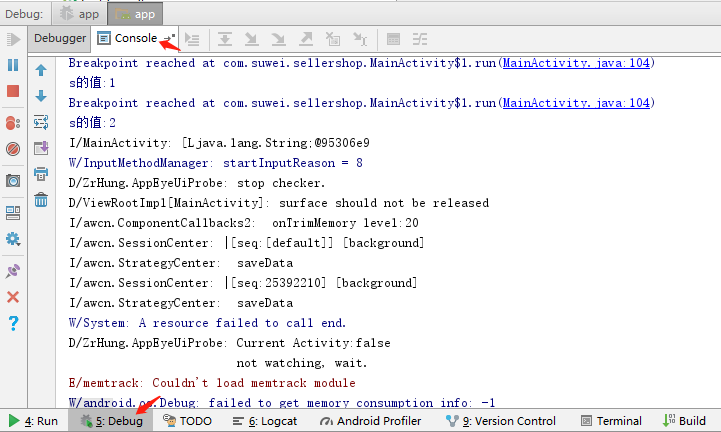 Debug: app app
Debugger Console
Breakpoint reached at com.suwei.sellershop.MainActivity$1.run(MainActivity.java:104)
s的值:1
Breakpoint reached at com.suwei.sellershop.MainActivity$1.run(MainActivity.java:104)
s的值:2
I/MainActivity: [Ljava.lang.String;@95306e9
W/InputMethodManager: startInputReason = 8
D/ZrHung.AppEyeUiProbe: stop checker.
D/ViewRootImpl[MainActivity]: surface should not be released
I/awcn.ComponentCallbacks2:  onTrimMemory level:20
I/awcn.SessionCenter: |[seq:[default]] [background]
I/awcn.StrategyCenter:  saveData
I/awcn.SessionCenter: |[seq:25392210] [background]
I/awcn.StrategyCenter:  saveData
W/System: A resource failed to call end.
D/ZrHung.AppEyeUiProbe: Current Activity:false
not watching, wait.
E/memtrack: Couldn't load memtrack module
W/android.os.Debug: failed to get memory consumption info: -1
4: Run 5: Debug TODO 6: Logcat Android Profiler 9: Version Control Terminal Build